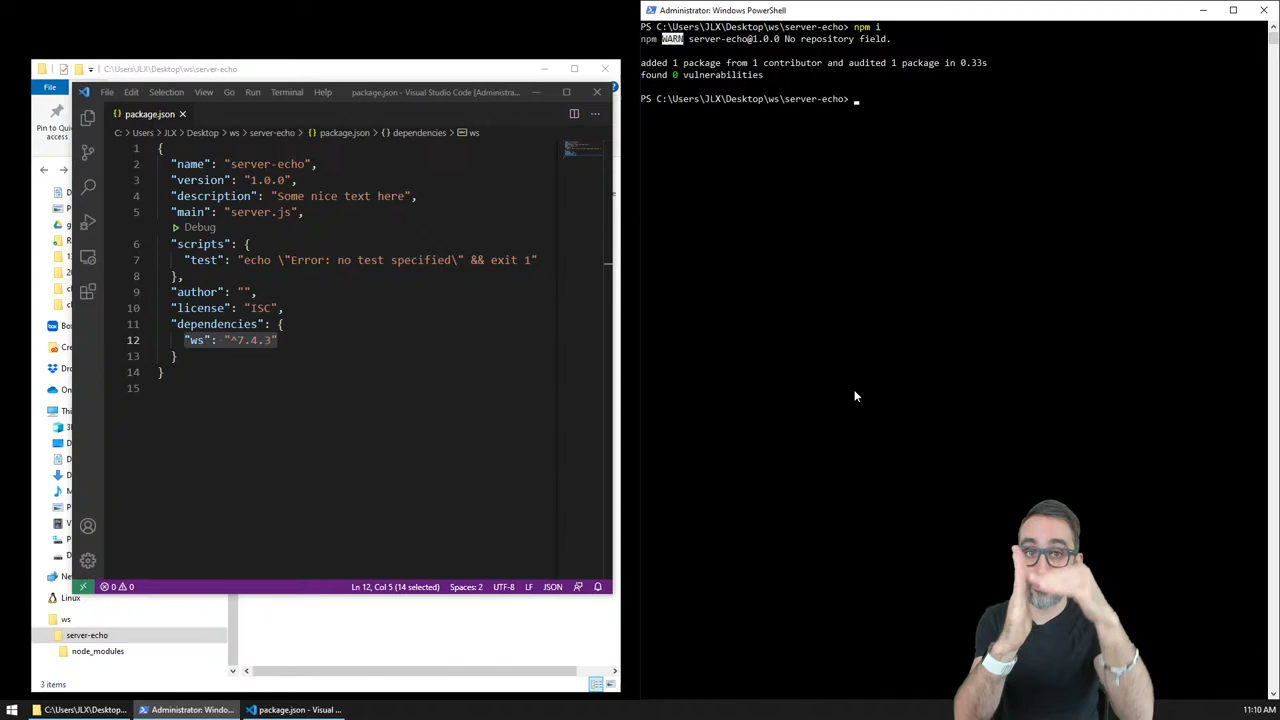 C:\Users\JLX\Desktop\ws\server-echo
File
Pin to Quick
access
File Edit Selection View Go Run Terminal Help package.json - Visual Studio Code [Administra...
package.json
C: > Users > JLX > Desktop > ws > server-echo > package.json > {} dependencies > ws
1 {
2 "name": "server-echo",
3 "version": "1.0.0",
4 "description": "Some nice text here",
5 "main": "server.js",
Debug
6 "scripts": {
7 "test": "echo \"Error: no test specified\" && exit 1"
8 },
9 "author": "",
10 "license": "ISC",
11 "dependencies": {
12 "ws": "^7.4.3"
13 }
14 }
15
0 0 Ln 12, Col 5 (14 selected) Spaces: 2 UTF-8 LF JSON
Linux
ws
server-echo
node_modules
3 items
Administrator: Windows PowerShell
PS C:\Users\JLX\Desktop\ws\server-echo> npm i
npm WARN server-echo@1.0.0 No repository field.
added 1 package from 1 contributor and audited 1 package in 0.33s
found 0 vulnerabilities
PS C:\Users\JLX\Desktop\ws\server-echo>
C:\Users\JLX\Desktop... Administrator: Windo... package.json - Visual ... 11:10 AM